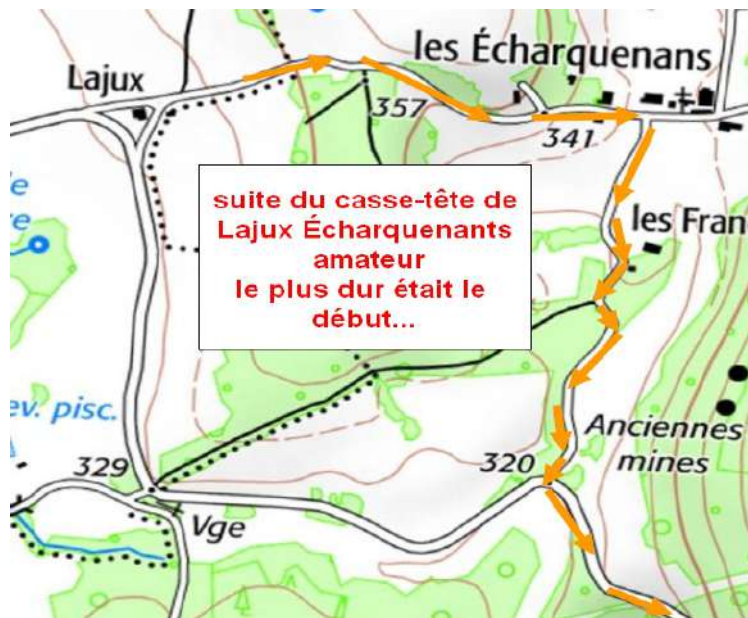 les Écharquenans
Lajux
357
341
suite du casse-tête de
Lajux Écharquenants
amateur
le plus dur était le
début...
les Fran
ev. pisc.
Anciennes
mines
329
320
Vge